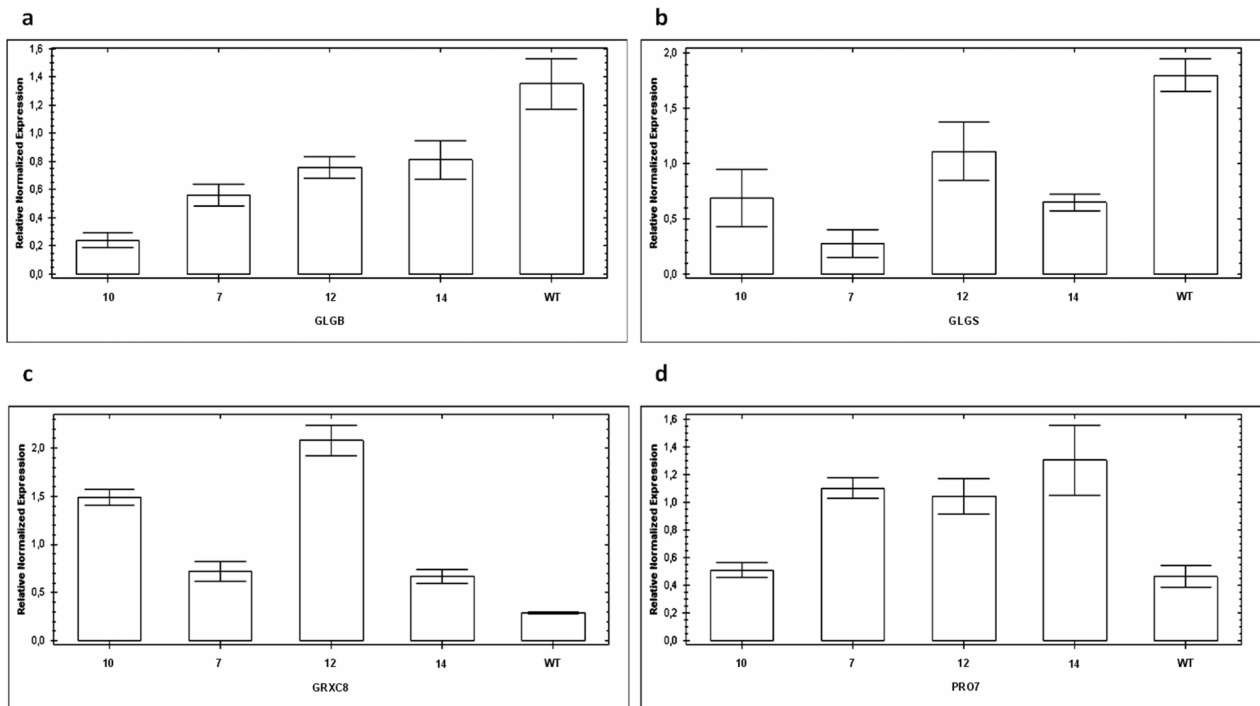 a
Relative Normalized Expression
1,6
1,4
1,2
1,0
0,8
0,6
0,4
0,2
0,0
10 7 12 14 WT
GLGB
b
Relative Normalized Expression
2,0
1,5
1,0
0,5
0,0
10 7 12 14 WT
GLGS
c
Relative Normalized Expression
2,0
1,5
1,0
0,5
0,0
10 7 12 14 WT
GRXC8
d
Relative Normalized Expression
1,6
1,4
1,2
1,0
0,8
0,6
0,4
0,2
0,0
10 7 12 14 WT
PRO7